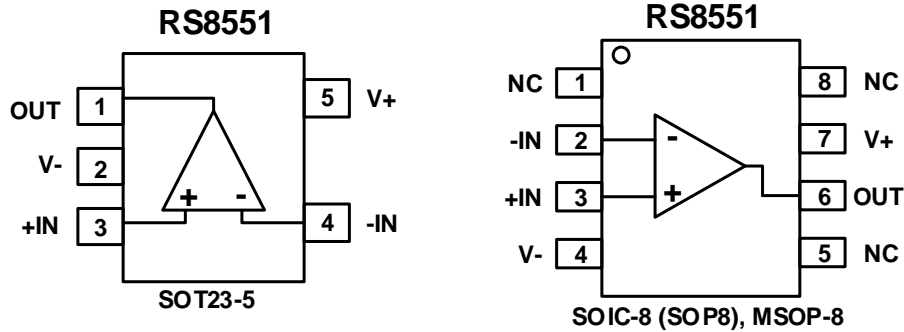 RS8551
OUT 1
5 V+
V- 2
+IN 3
+ -
4 -IN
SOT23-5
RS8551
NC 1
8 NC
-IN 2
-
7 V+
+IN 3
+
6 OUT
V- 4
5 NC
SOIC-8 (SOP8), MSOP-8